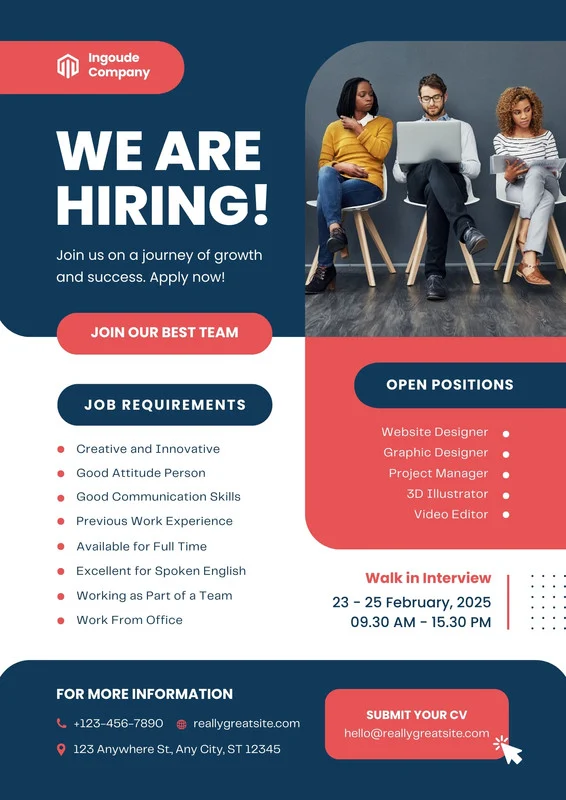 Ingoude
Company
WE ARE
HIRING!
Join us on a journey of growth
and success. Apply now!
JOIN OUR BEST TEAM
JOB REQUIREMENTS
Creative and Innovative
Good Attitude Person
Good Communication Skills
Previous Work Experience
Available for Full Time
Excellent for Spoken English
Working as Part of a Team
Work From Office
OPEN POSITIONS
Website Designer
Graphic Designer
Project Manager
3D Illustrator
Video Editor
Walk in Interview
23 - 25 February, 2025
09.30 AM - 15.30 PM
FOR MORE INFORMATION
+123-456-7890 reallygreatsite.com
123 Anywhere St., Any City, ST 12345
SUBMIT YOUR CV
hello@reallygreatsite.com